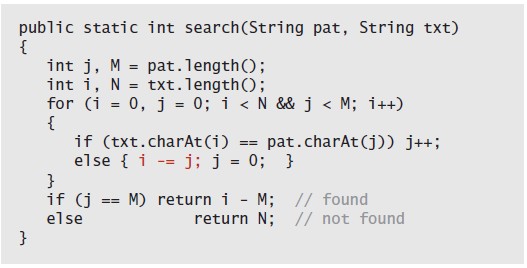 public static int search(String pat, String txt)
{
int j, M = pat.length();
int i, N = txt.length();
for (i = 0, j = 0; i < N && j < M; i++)
{
if (txt.charAt(i) == pat.charAt(j)) j++;
else { i -= j; j = 0; }
}
if (j == M) return i - M; // found
else return N; // not found
}